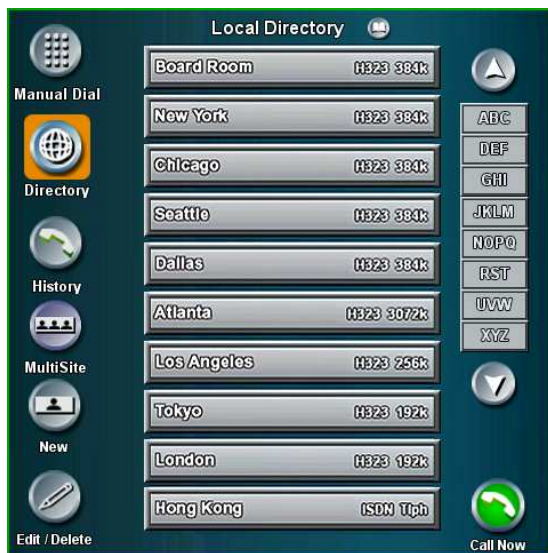 Local Directory
Manual Dial
Directory
History
MultiSite
New
Edit / Delete
Board Room H323 384k
New York H323 384k
Chicago H323 384k
Seattle H323 384k
Dallas H323 384k
Atlanta H323 3072k
Los Angeles H323 256k
Tokyo H323 192k
London H323 192k
Hong Kong ISDN Tlph
ABC
DEF
GHI
JKLM
NOPQ
RST
UVW
XYZ
Call Now